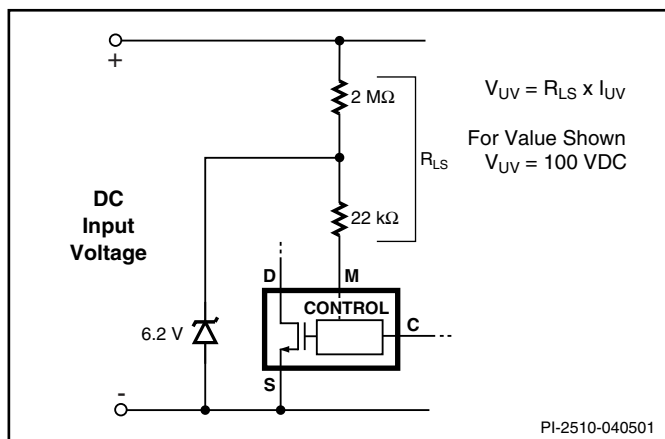 +
2 MΩ
V_UV = R_LS x I_UV
For Value Shown
V_UV = 100 VDC
R_LS
DC
Input
Voltage
22 kΩ
D
M
CONTROL
C
6.2 V
S
-
PI-2510-040501